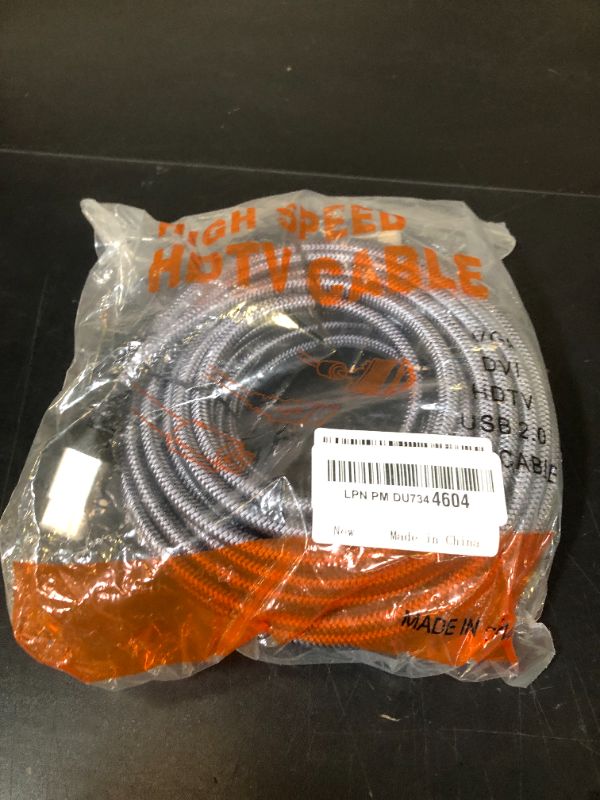 HIGH SPEED
HDTV CABLE
DVI
HDTV
USB 2.0
CABLE
LPN PM DU734 4604
New Made in China
MADE IN